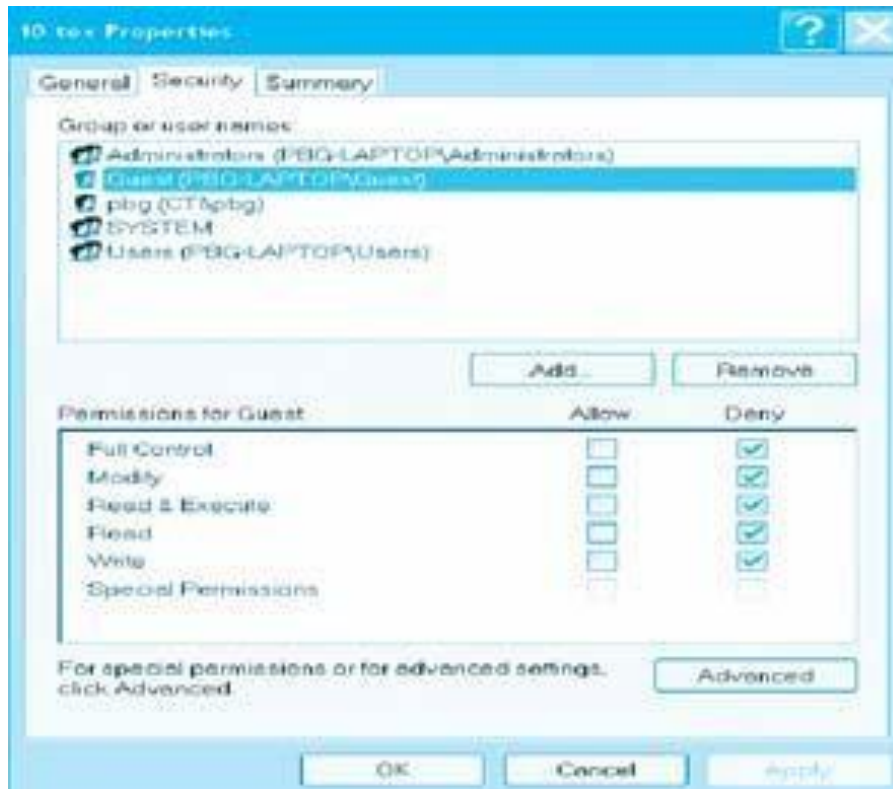 10.tex Properties
General Security Summary
Group or user names:
Administrators (PBG-LAPTOP\Administrators)
Guest (PBG-LAPTOP\Guest)
pbg (CTI\pbg)
SYSTEM
Users (PBG-LAPTOP\Users)
Add... Remove
Permissions for Guest Allow Deny
Full Control
Modify
Read & Execute
Read
Write
Special Permissions
For special permissions or for advanced settings,
click Advanced.
Advanced
OK Cancel Apply